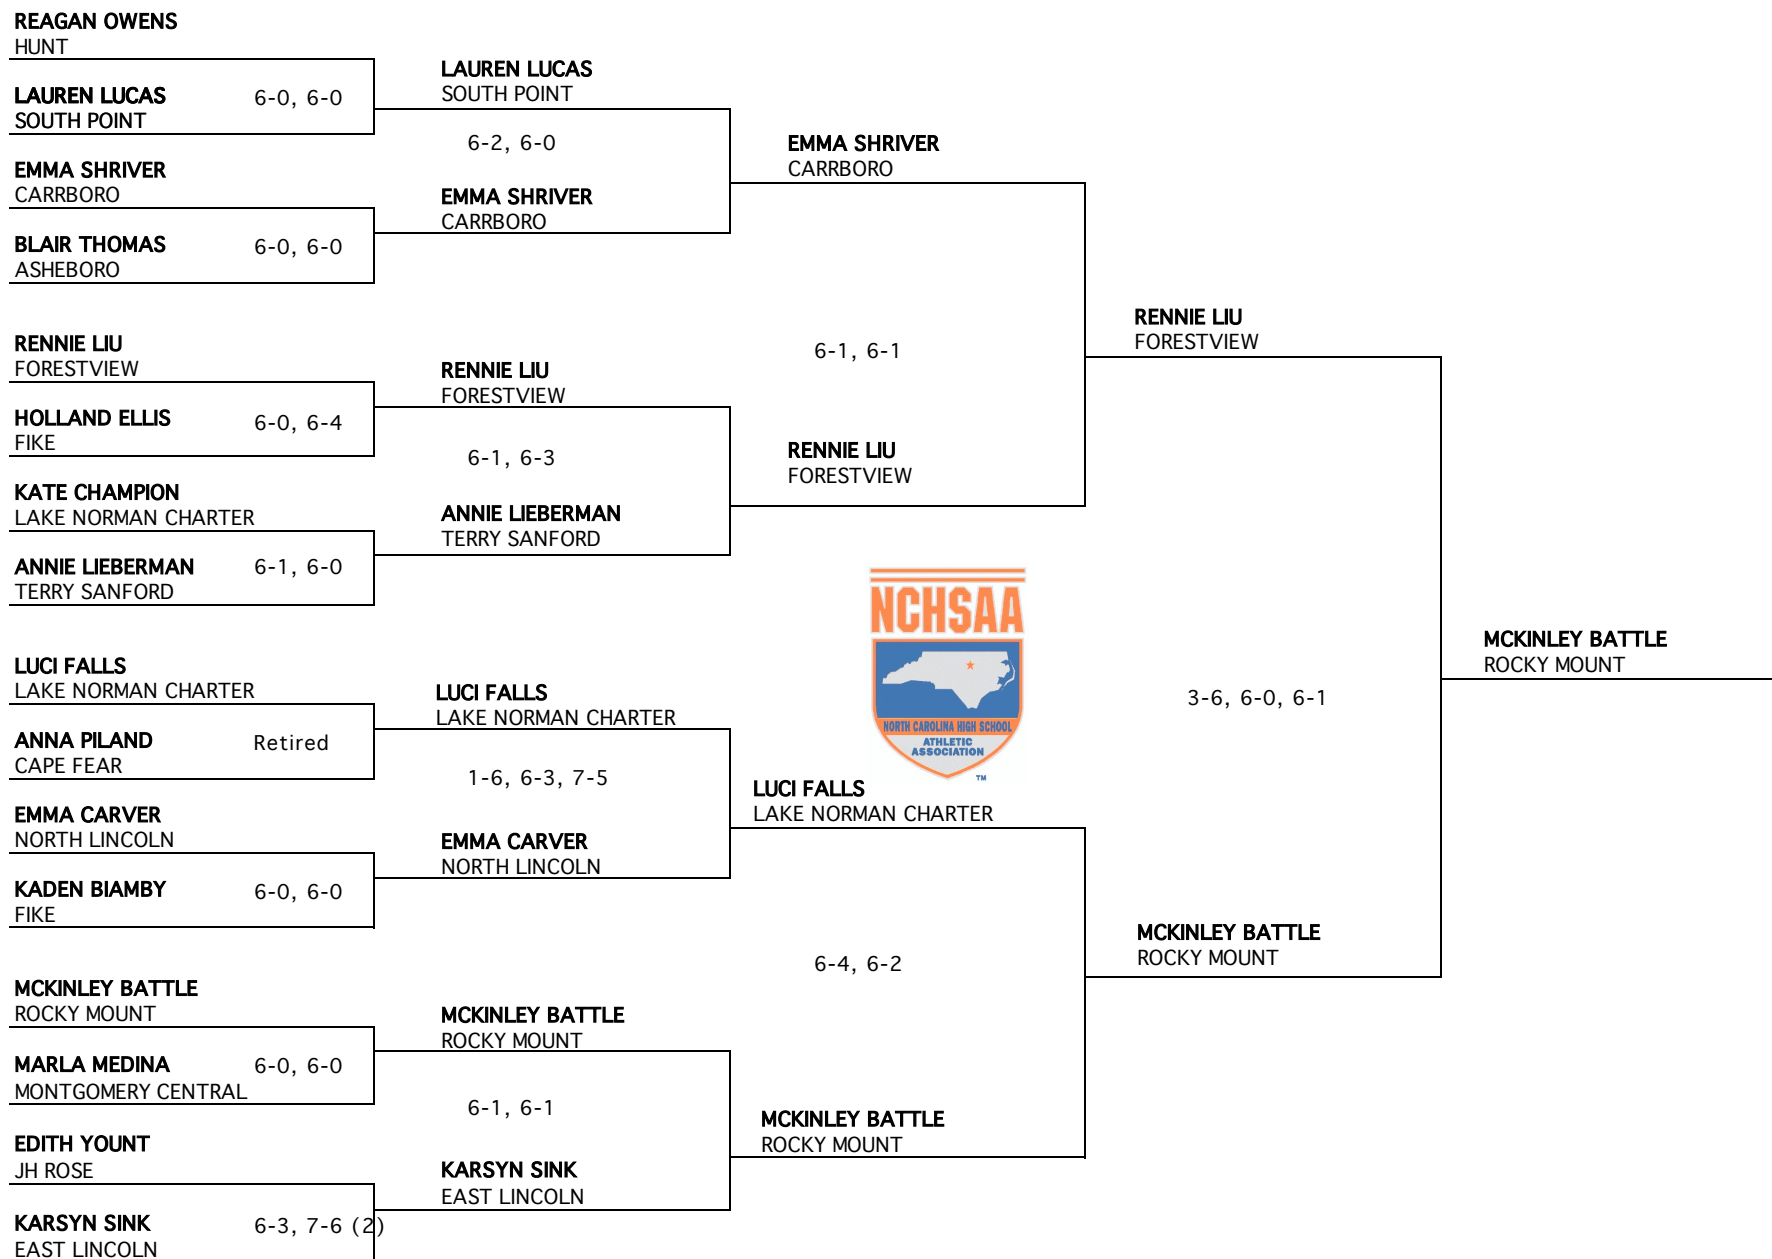 REAGAN OWENS
HUNT
LAUREN LUCAS 6-0, 6-0
SOUTH POINT
EMMA SHRIVER
CARRBORO
BLAIR THOMAS 6-0, 6-0
ASHEBORO
RENNIE LIU
FORESTVIEW
HOLLAND ELLIS 6-0, 6-4
FIKE
KATE CHAMPION
LAKE NORMAN CHARTER
ANNIE LIEBERMAN 6-1, 6-0
TERRY SANFORD
LUCI FALLS
LAKE NORMAN CHARTER
ANNA PILAND Retired
CAPE FEAR
EMMA CARVER
NORTH LINCOLN
KADEN BIAMBY 6-0, 6-0
FIKE
MCKINLEY BATTLE
ROCKY MOUNT
MARLA MEDINA 6-0, 6-0
MONTGOMERY CENTRAL
EDITH YOUNT
JH ROSE
KARSYN SINK 6-3, 7-6 (2)
EAST LINCOLN
LAUREN LUCAS
SOUTH POINT
6-2, 6-0
EMMA SHRIVER
CARRBORO
RENNIE LIU
FORESTVIEW
6-1, 6-3
ANNIE LIEBERMAN
TERRY SANFORD
LUCI FALLS
LAKE NORMAN CHARTER
1-6, 6-3, 7-5
EMMA CARVER
NORTH LINCOLN
MCKINLEY BATTLE
ROCKY MOUNT
6-1, 6-1
KARSYN SINK
EAST LINCOLN
EMMA SHRIVER
CARRBORO
6-1, 6-1
RENNIE LIU
FORESTVIEW
NCHSAA
NORTH CAROLINA HIGH SCHOOL
ATHLETIC
ASSOCIATION
TM
LUCI FALLS
LAKE NORMAN CHARTER
6-4, 6-2
MCKINLEY BATTLE
ROCKY MOUNT
RENNIE LIU
FORESTVIEW
3-6, 6-0, 6-1
MCKINLEY BATTLE
ROCKY MOUNT
MCKINLEY BATTLE
ROCKY MOUNT